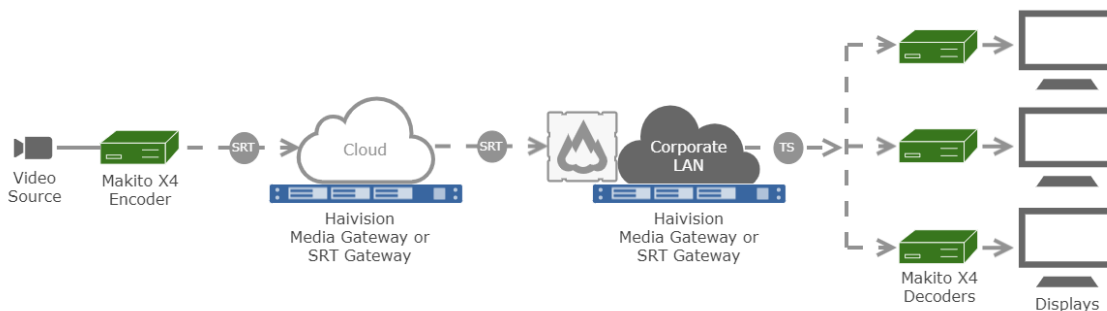 Video
Source
Makito X4
Encoder
SRT
Cloud
Haivision
Media Gateway or
SRT Gateway
SRT
Corporate
LAN
Haivision
Media Gateway or
SRT Gateway
TS
Makito X4
Decoders
Displays